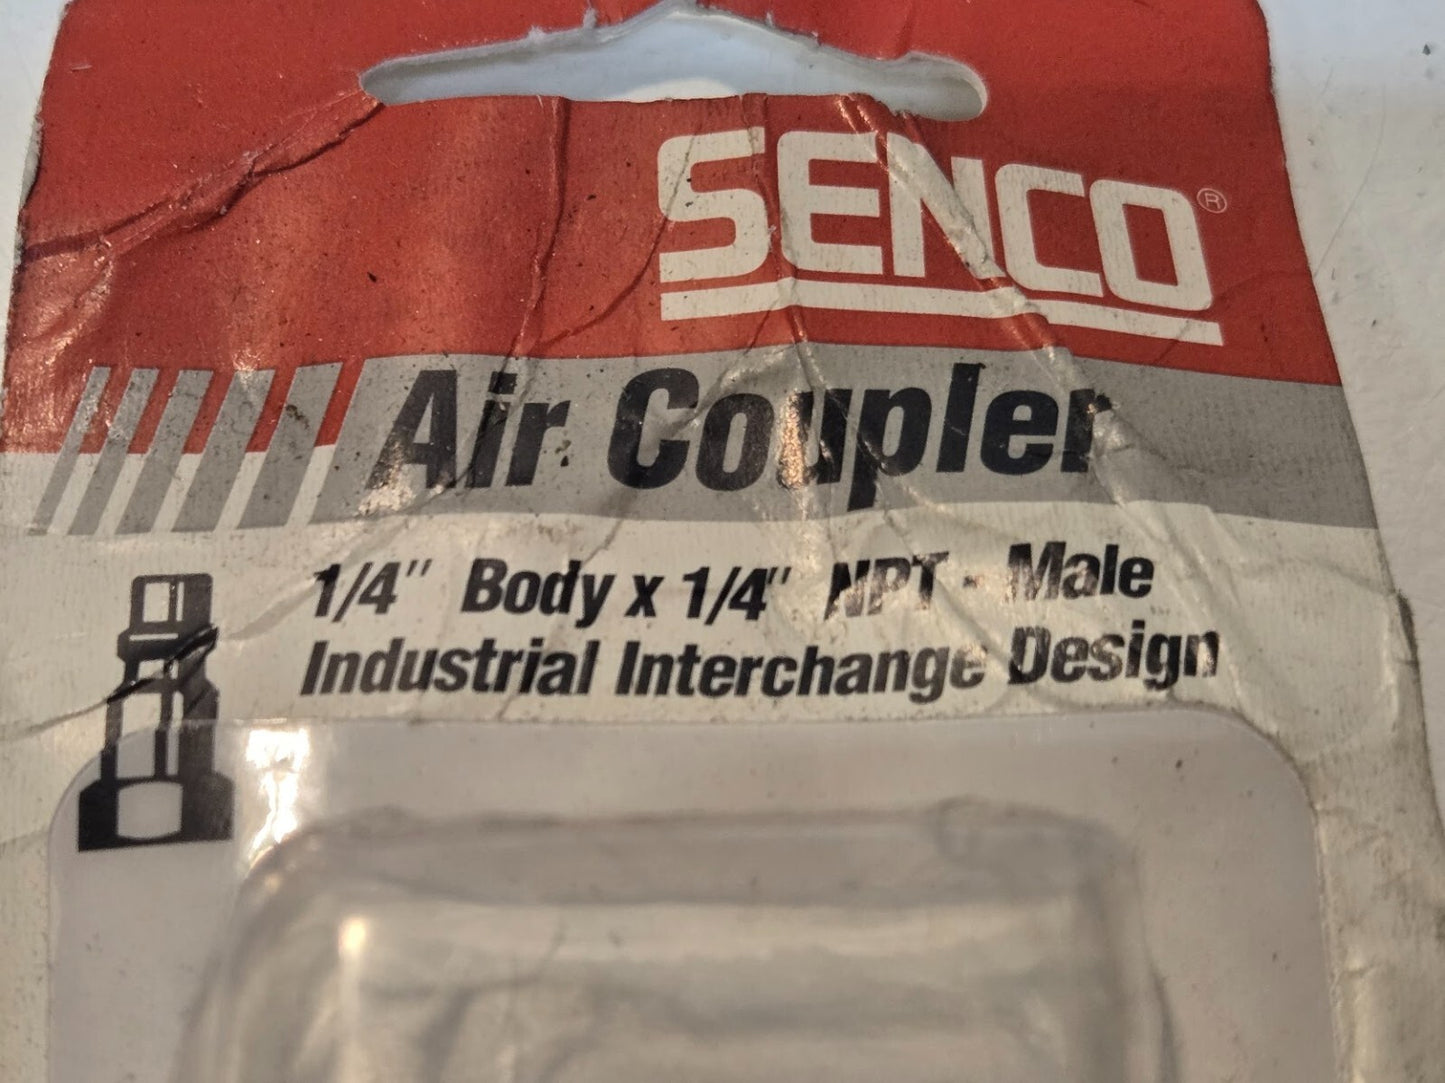 SENCO®
Air Coupler
1/4" Body x 1/4" NPT - Male
Industrial Interchange Design